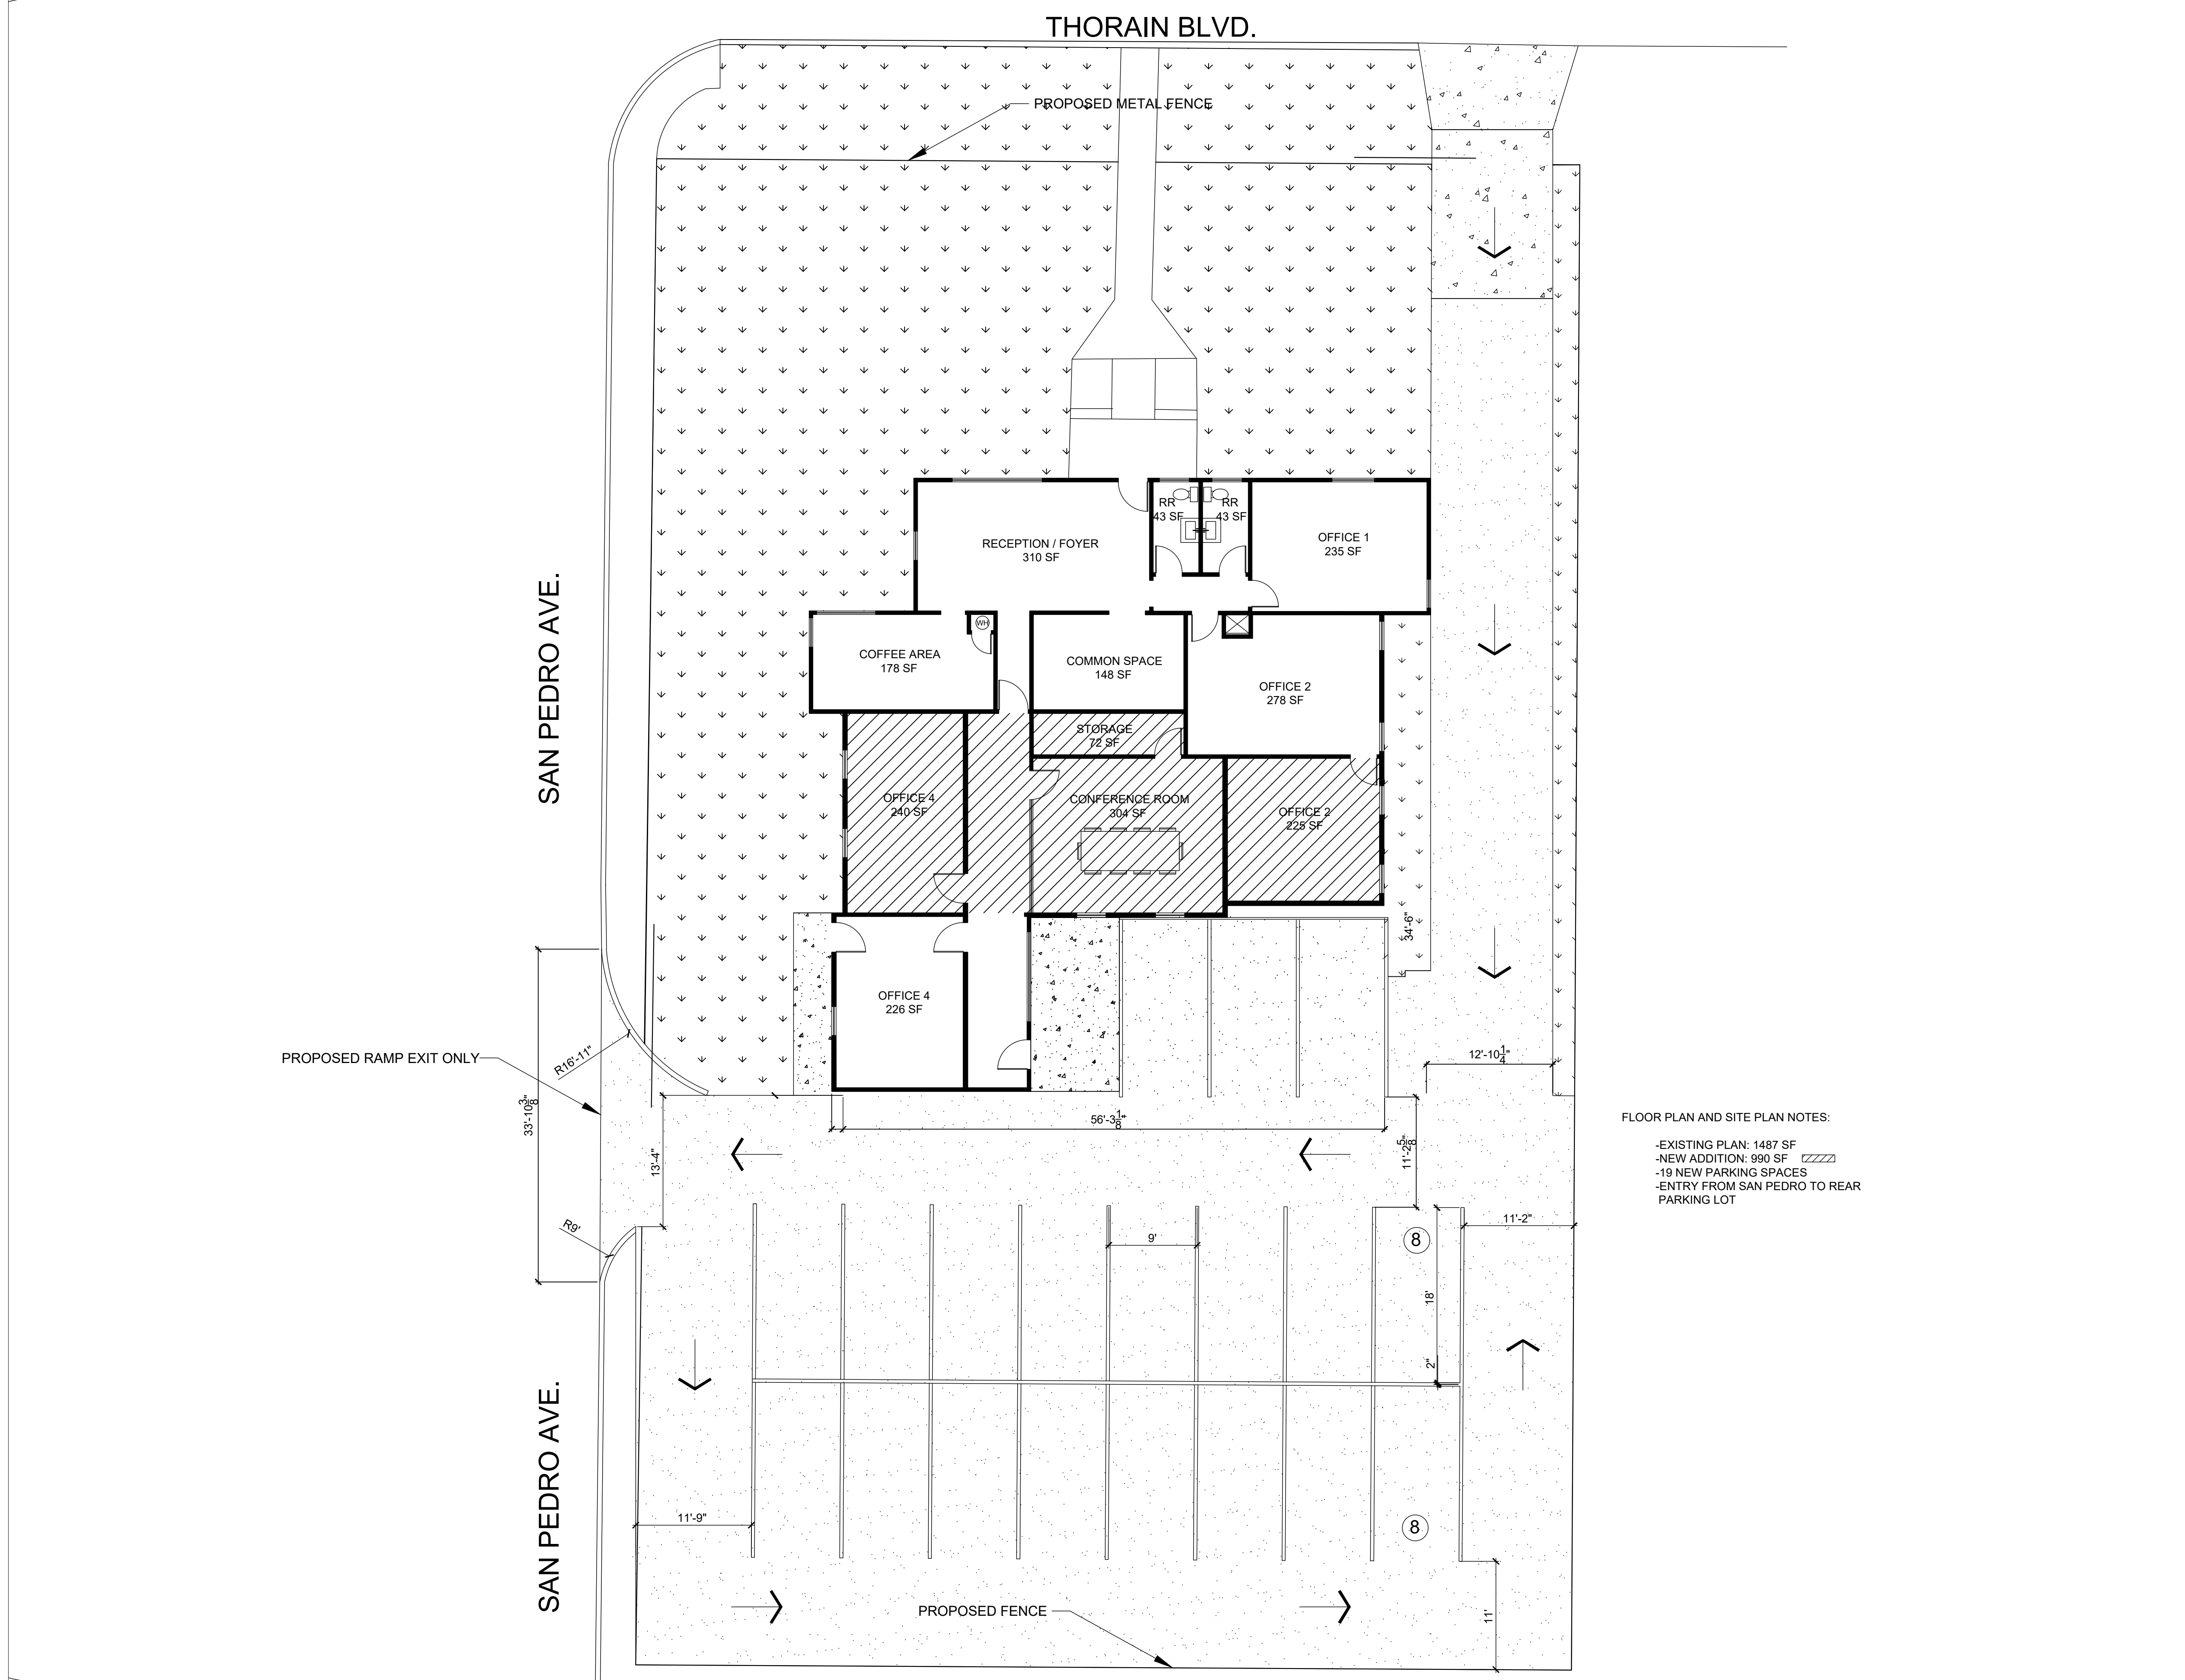 THORAIN BLVD.
PROPOSED METAL FENCE
RR
43 SF
RR
43 SF
OFFICE 1
235 SF
RECEPTION / FOYER
310 SF
WH
COFFEE AREA
178 SF
COMMON SPACE
148 SF
OFFICE 2
278 SF
SAN PEDRO AVE.
STORAGE
72 SF
OFFICE 4
240 SF
CONFERENCE ROOM
304 SF
OFFICE 2
225 SF
34'-6"
OFFICE 4
226 SF
PROPOSED RAMP EXIT ONLY
R16'-11"
12'-10 1/4"
33'-10 3/8"
56'-3 1/8"
13'-4"
11'-2 5/8"
FLOOR PLAN AND SITE PLAN NOTES:
-EXISTING PLAN: 1487 SF
-NEW ADDITION: 990 SF
-19 NEW PARKING SPACES
-ENTRY FROM SAN PEDRO TO REAR
PARKING LOT
R9'
9'
8
11'-2"
18'
2"
SAN PEDRO AVE.
11'-9"
8
PROPOSED FENCE
11'